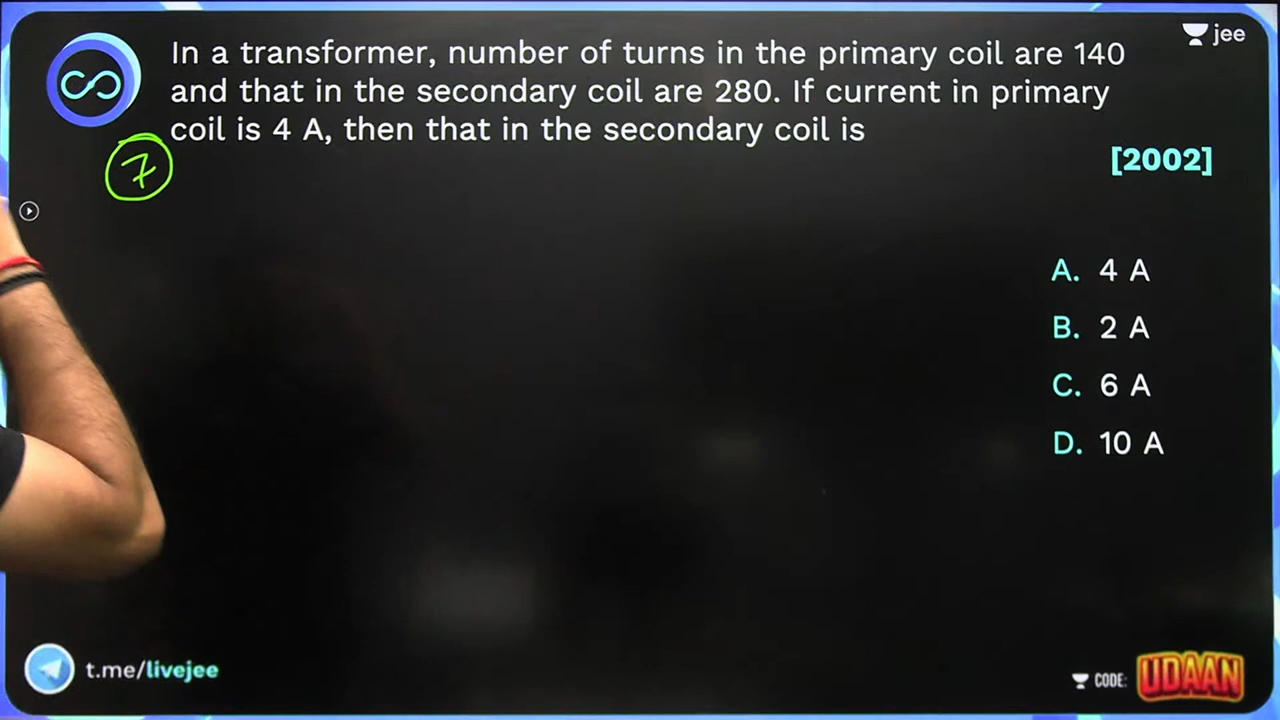 jee
In a transformer, number of turns in the primary coil are 140
and that in the secondary coil are 280. If current in primary
coil is 4 A, then that in the secondary coil is
[2002]
7
A. 4 A
B. 2 A
C. 6 A
D. 10 A
t.me/livejee
CODE: UDAAN